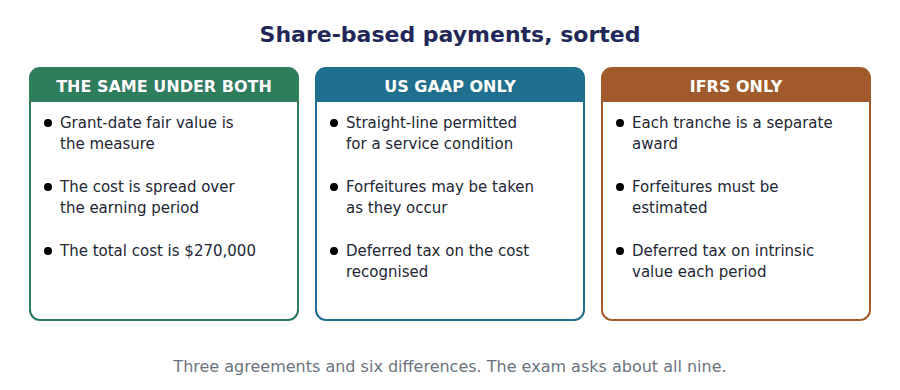 Share-based payments, sorted
THE SAME UNDER BOTH
Grant-date fair value is
the measure
The cost is spread over
the earning period
The total cost is $270,000
US GAAP ONLY
Straight-line permitted
for a service condition
Forfeitures may be taken
as they occur
Deferred tax on the cost
recognised
IFRS ONLY
Each tranche is a separate
award
Forfeitures must be
estimated
Deferred tax on intrinsic
value each period
Three agreements and six differences. The exam asks about all nine.